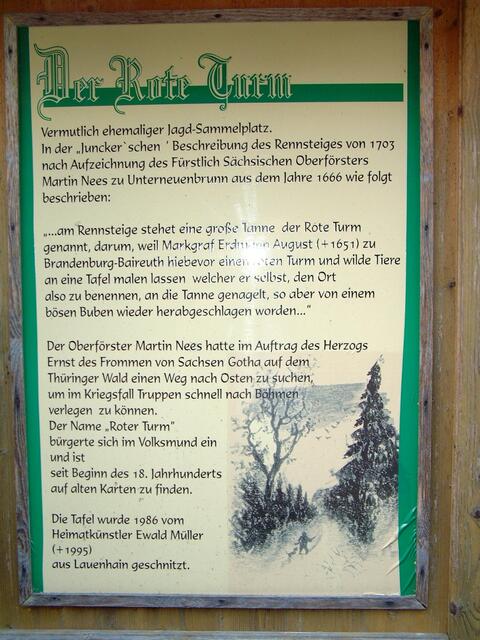 Der Rote Turm
Vermutlich ehemaliger Jagd-Sammelplatz.
In der „Juncker`schen ´ Beschreibung des Rennsteiges von 1703
nach Aufzeichnung des Fürstlich Sächsischen Oberförsters
Martin Nees zu Unterneuenbrunn aus dem Jahre 1666 wie folgt
beschrieben:
„...am Rennsteige stehet eine große Tanne der Rote Turm
genannt, darum, weil Markgraf Erdmann August (+1651) zu
Brandenburg-Baireuth hiebevor einen roten Turm und wilde Tiere
an eine Tafel malen lassen welcher er selbst, den Ort
also zu benennen, an die Tanne genagelt, so aber von einem
bösen Buben wieder herabgeschlagen worden...“
Der Oberförster Martin Nees hatte im Auftrag des Herzogs
Ernst des Frommen von Sachsen Gotha auf dem
Thüringer Wald einen Weg nach Osten zu suchen,
um im Kriegsfall Truppen schnell nach Böhmen
verlegen zu können.
Der Name „Roter Turm“
bürgerte sich im Volksmund ein
und ist
seit Beginn des 18. Jahrhunderts
auf alten Karten zu finden.
Die Tafel wurde 1986 vom
Heimatkünstler Ewald Müller
(+1995)
aus Lauenhain geschnitzt.